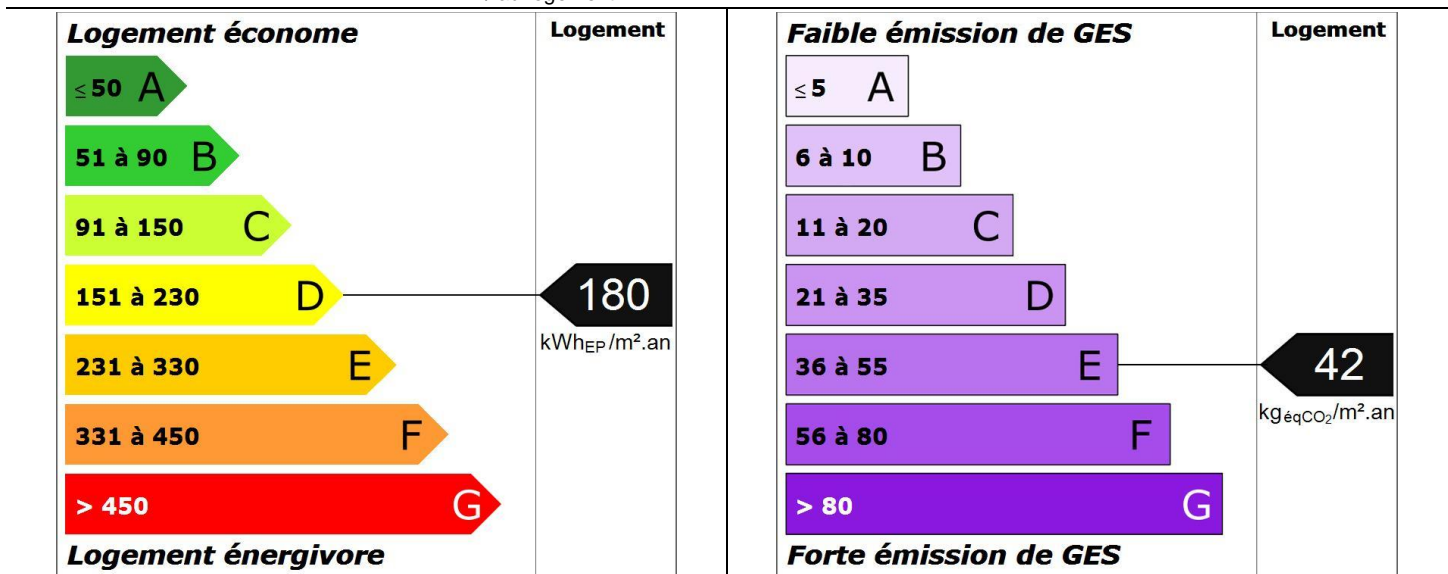 Logement économe
Logement
≤ 50 A
51 à 90 B
91 à 150 C
151 à 230 D
180
kWhEP/m².an
231 à 330 E
331 à 450 F
> 450 G
Logement énergivore
Faible émission de GES
Logement
≤ 5 A
6 à 10 B
11 à 20 C
21 à 35 D
36 à 55 E
42
kgéqCO₂/m².an
56 à 80 F
> 80 G
Forte émission de GES